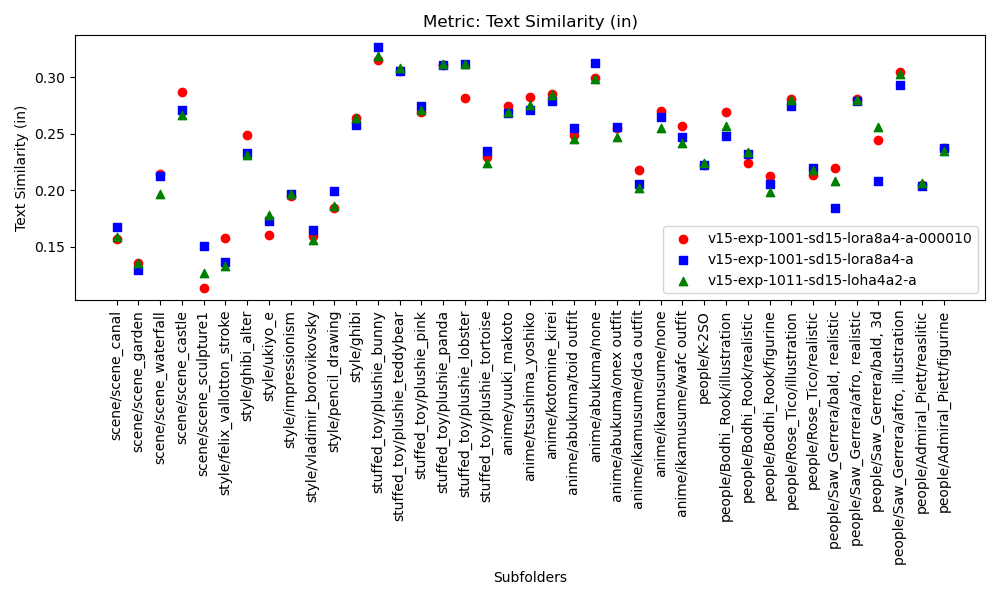 Metric: Text Similarity (in)
Text Similarity (in)
0.30
0.25
0.20
0.15
v15-exp-1001-sd15-lora8a4-a-000010
v15-exp-1001-sd15-lora8a4-a
v15-exp-1011-sd15-loha4a2-a
scene/scene_canal
scene/scene_garden
scene/scene_waterfall
scene/scene_castle
scene/scene_sculpture1
style/felix_vallotton_stroke
style/ghibi_alter
style/ukiyo_e
style/impressionism
style/vladimir_borovikovsky
style/pencil_drawing
style/ghibi
stuffed_toy/plushie_bunny
stuffed_toy/plushie_teddybear
stuffed_toy/plushie_pink
stuffed_toy/plushie_panda
stuffed_toy/plushie_lobster
stuffed_toy/plushie_tortoise
anime/yuuki_makoto
anime/tsushima_yoshiko
anime/kotomine_kirei
anime/abukuma/toid outfit
anime/abukuma/none
anime/abukuma/onex outfit
anime/ikamusume/dca outfit
anime/ikamusume/none
anime/ikamusume/wafc outfit
people/K-2SO
people/Bodhi_Rook/illustration
people/Bodhi_Rook/realistic
people/Bodhi_Rook/figurine
people/Rose_Tico/illustration
people/Rose_Tico/realistic
people/Saw_Gerrera/bald, realistic
people/Saw_Gerrera/afro, realistic
people/Saw_Gerrera/bald, 3d
people/Saw_Gerrera/afro, illustration
people/Admiral_Piett/reaslitic
people/Admiral_Piett/figurine
Subfolders